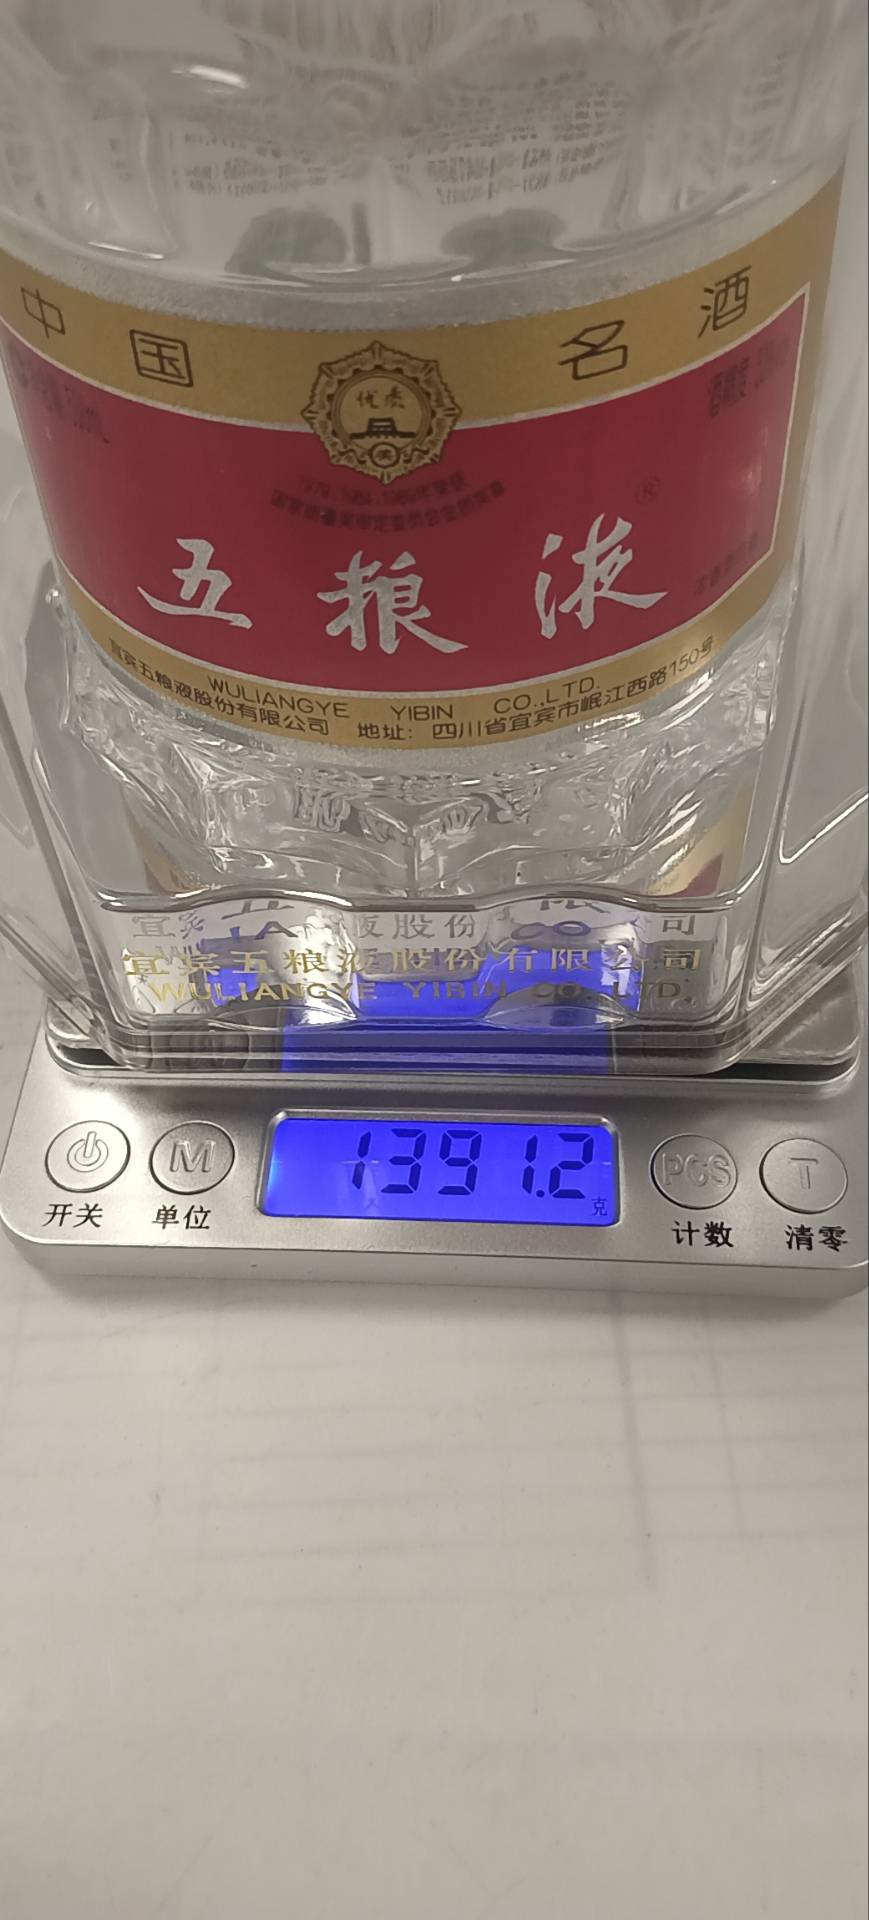 中国名酒
优质
奖
五粮液®
WULIANGYE YIBIN CO.,LTD.
宜宾五粮液股份有限公司 地址：四川省宜宾市岷江西路150号
宜宾五粮液股份有限公司
WULIANGYE YIBIN CO.,LTD.
1391.2
克
M PCS T
开关 单位 计数 清零